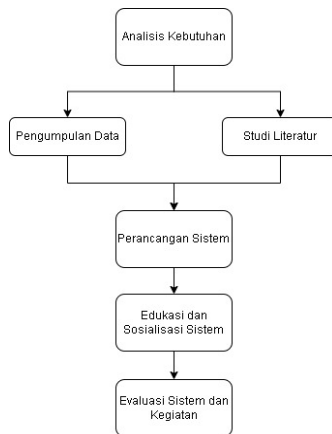 Analisis Kebutuhan
Pengumpulan Data
Studi Literatur
Perancangan Sistem
Edukasi dan
Sosialisasi Sistem
Evaluasi Sistem dan
Kegiatan